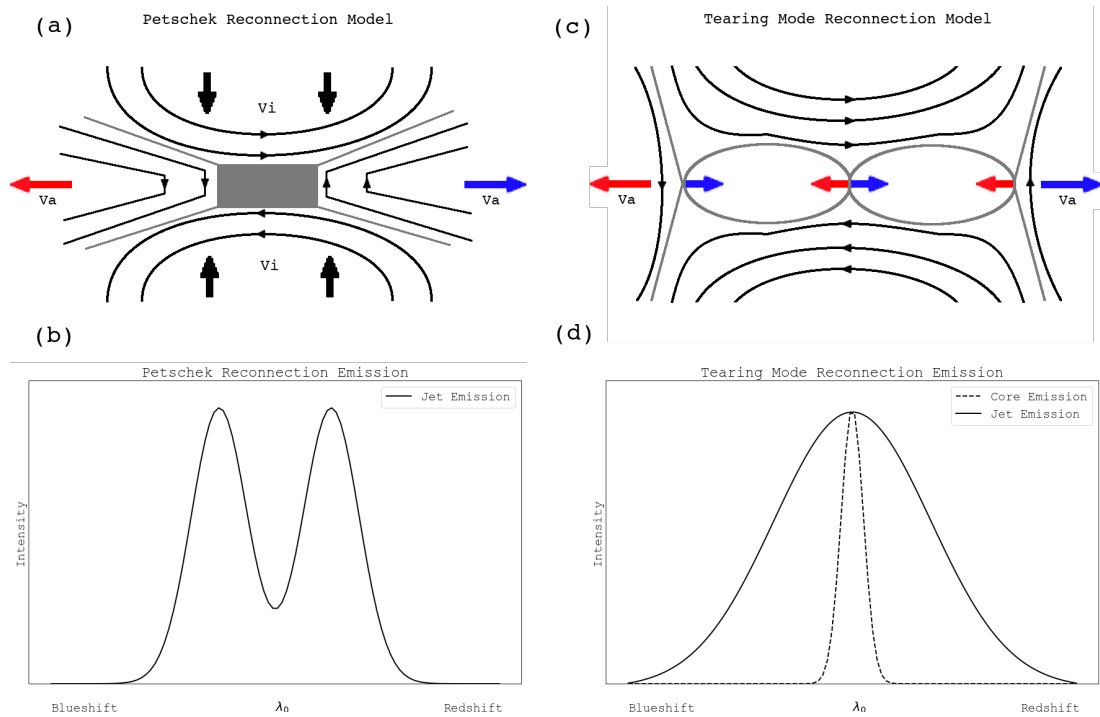 (a)
Petschek Reconnection Model
Vi
Va
Va
Vi
(b)
Petschek Reconnection Emission
Jet Emission
Intensity
Blueshift
λ₀
Redshift
(c)
Tearing Mode Reconnection Model
Va
Va
(d)
Tearing Mode Reconnection Emission
Core Emission
Jet Emission
Intensity
Blueshift
λ₀
Redshift